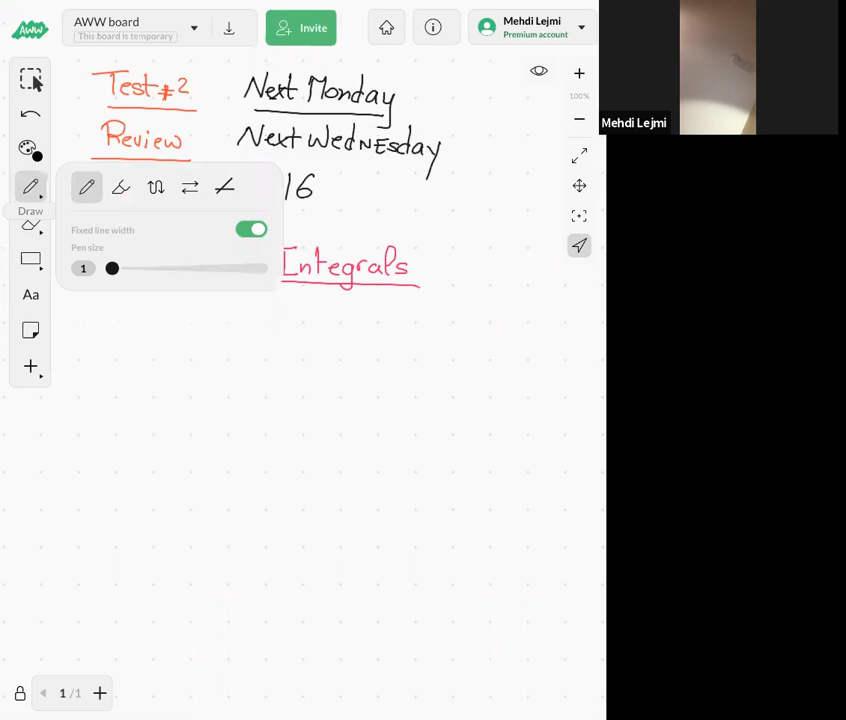 AWW board
This board is temporary
Invite
Mehdi Lejmi
Premium account
Mehdi Lejmi
100%
Test #2 Next Monday
Review Next WedNEsday
16
Integrals
Draw
Fixed line width
Pen size
1
Aa
1 /1
AWW